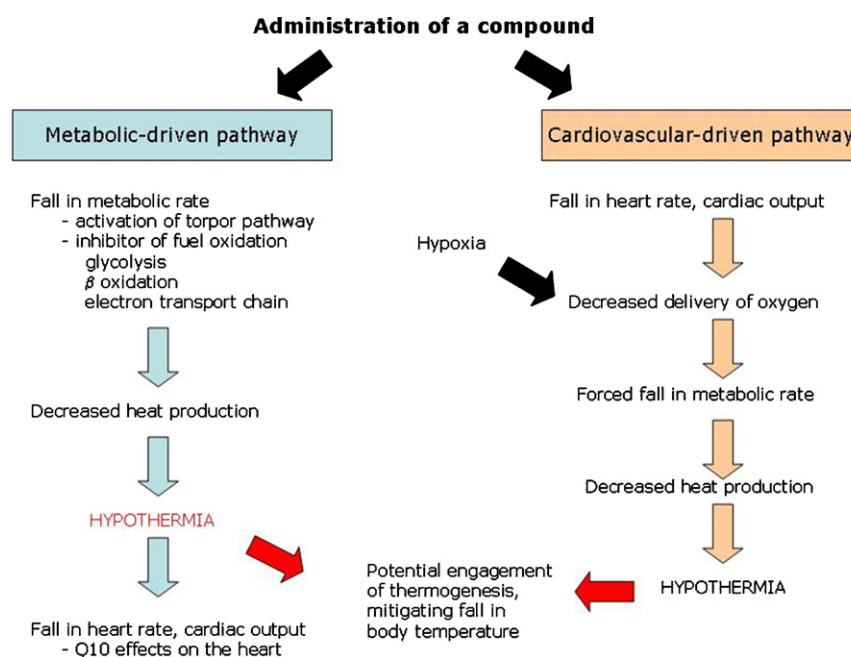 Administration of a compound
Metabolic-driven pathway
Fall in metabolic rate
- activation of torpor pathway
- inhibitor of fuel oxidation
glycolysis
β oxidation
electron transport chain
Decreased heat production
HYPOTHERMIA
Fall in heart rate, cardiac output
- Q10 effects on the heart
Cardiovascular-driven pathway
Fall in heart rate, cardiac output
Hypoxia
Decreased delivery of oxygen
Forced fall in metabolic rate
Decreased heat production
HYPOTHERMIA
Potential engagement
of thermogenesis,
mitigating fall in
body temperature